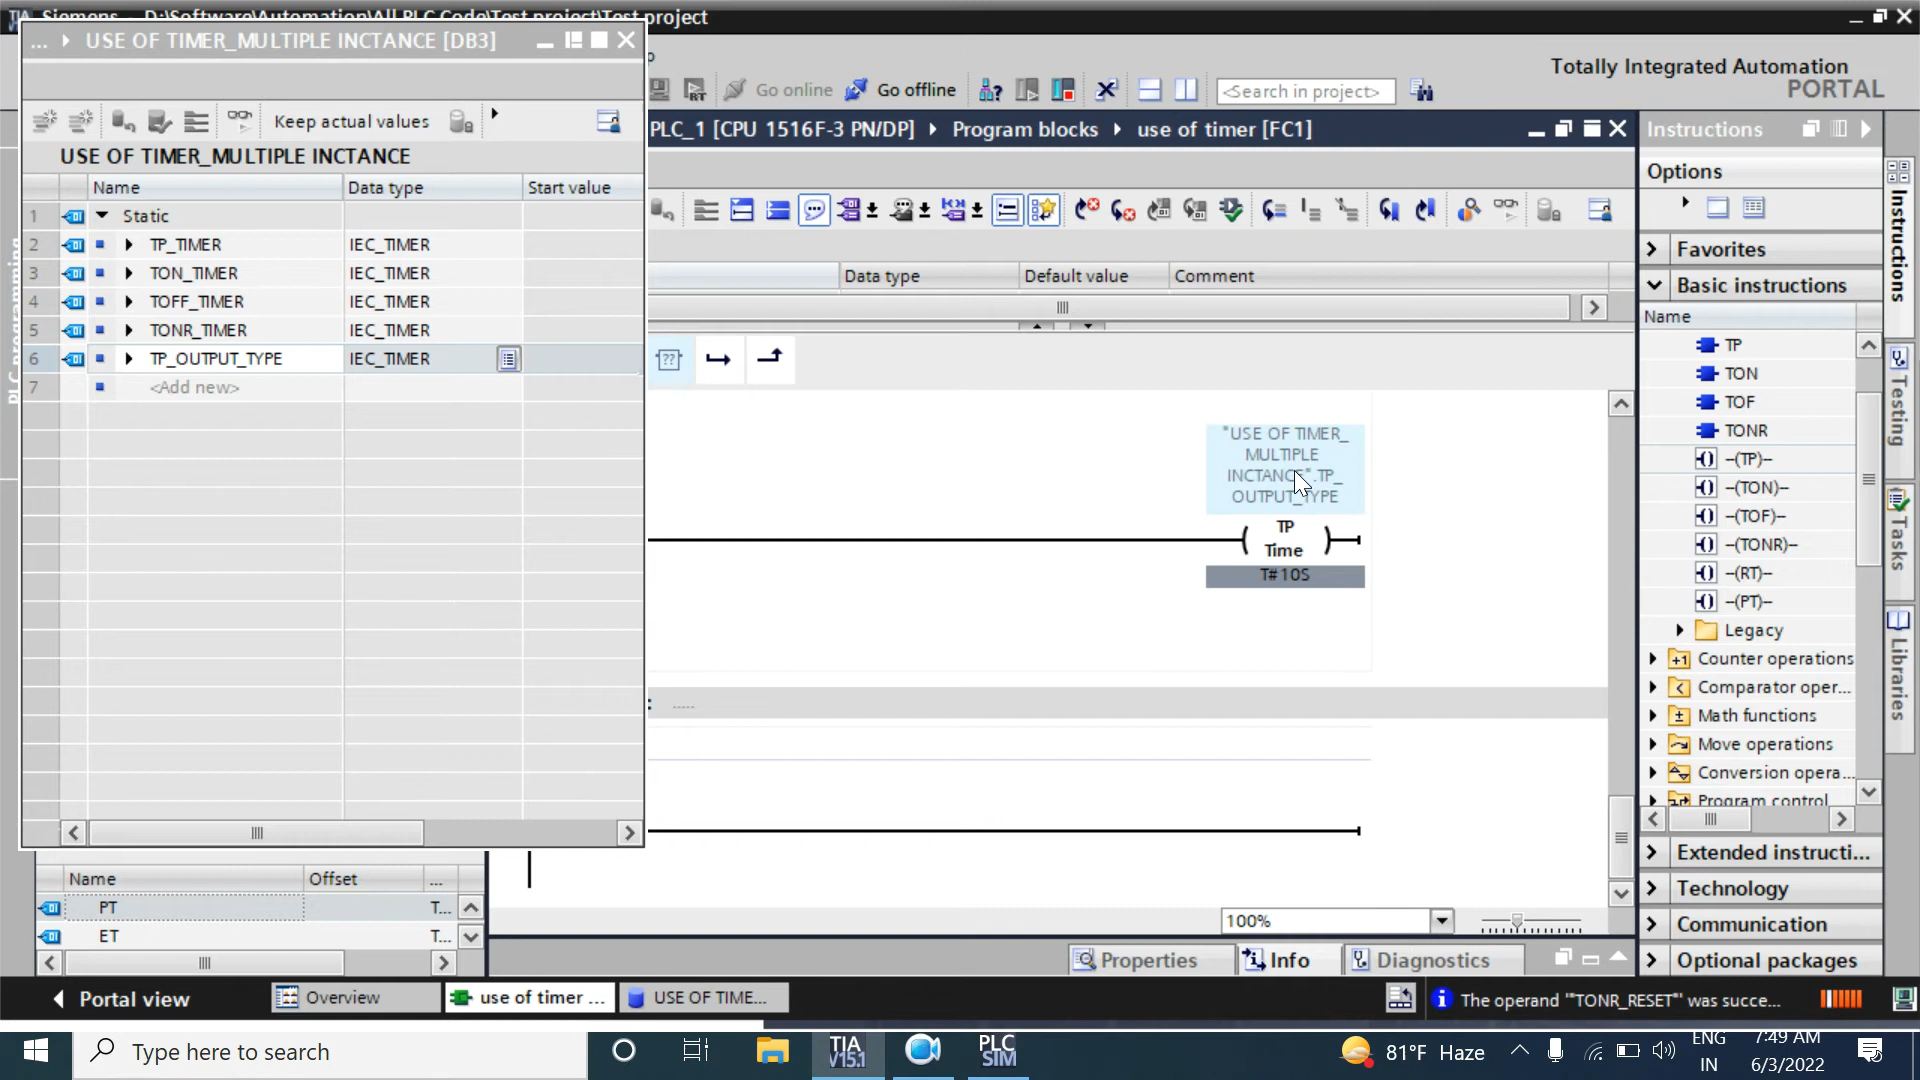 Siemens - D:\Software\Automation\All PLC Code\Test project\Test project
... USE OF TIMER_MULTIPLE INCTANCE [DB3]
Totally Integrated Automation
PORTAL
Go online Go offline <Search in project>
Keep actual values
PLC_1 [CPU 1516F-3 PN/DP] Program blocks use of timer [FC1]
Instructions
USE OF TIMER_MULTIPLE INCTANCE
Options
Name Data type Start value
1 Static
2 TP_TIMER IEC_TIMER
3 TON_TIMER IEC_TIMER
4 TOFF_TIMER IEC_TIMER
5 TONR_TIMER IEC_TIMER
6 TP_OUTPUT_TYPE IEC_TIMER
7 <Add new>
Data type Default value Comment
??
"USE OF TIMER_
MULTIPLE
INCTANCE".TP_
OUTPUT_TYPE
TP
Time
T#10S
: .....
Favorites
Basic instructions
Name
TP
TON
TOF
TONR
–(TP)–
–(TON)–
–(TOF)–
–(TONR)–
–(RT)–
–(PT)–
Legacy
Counter operations
Comparator oper...
Math functions
Move operations
Conversion opera...
Program control
Extended instructi...
Technology
Communication
Optional packages
Instructions
Testing
Tasks
Libraries
PLC programming
Name Offset ...
PT T...
ET T...
100%
Properties Info Diagnostics
Portal view Overview use of timer ... USE OF TIME... The operand '"TONR_RESET"' was succe...
Type here to search
TIA
V15.1
PLC
SIM
81°F Haze
ENG
IN
7:49 AM
6/3/2022